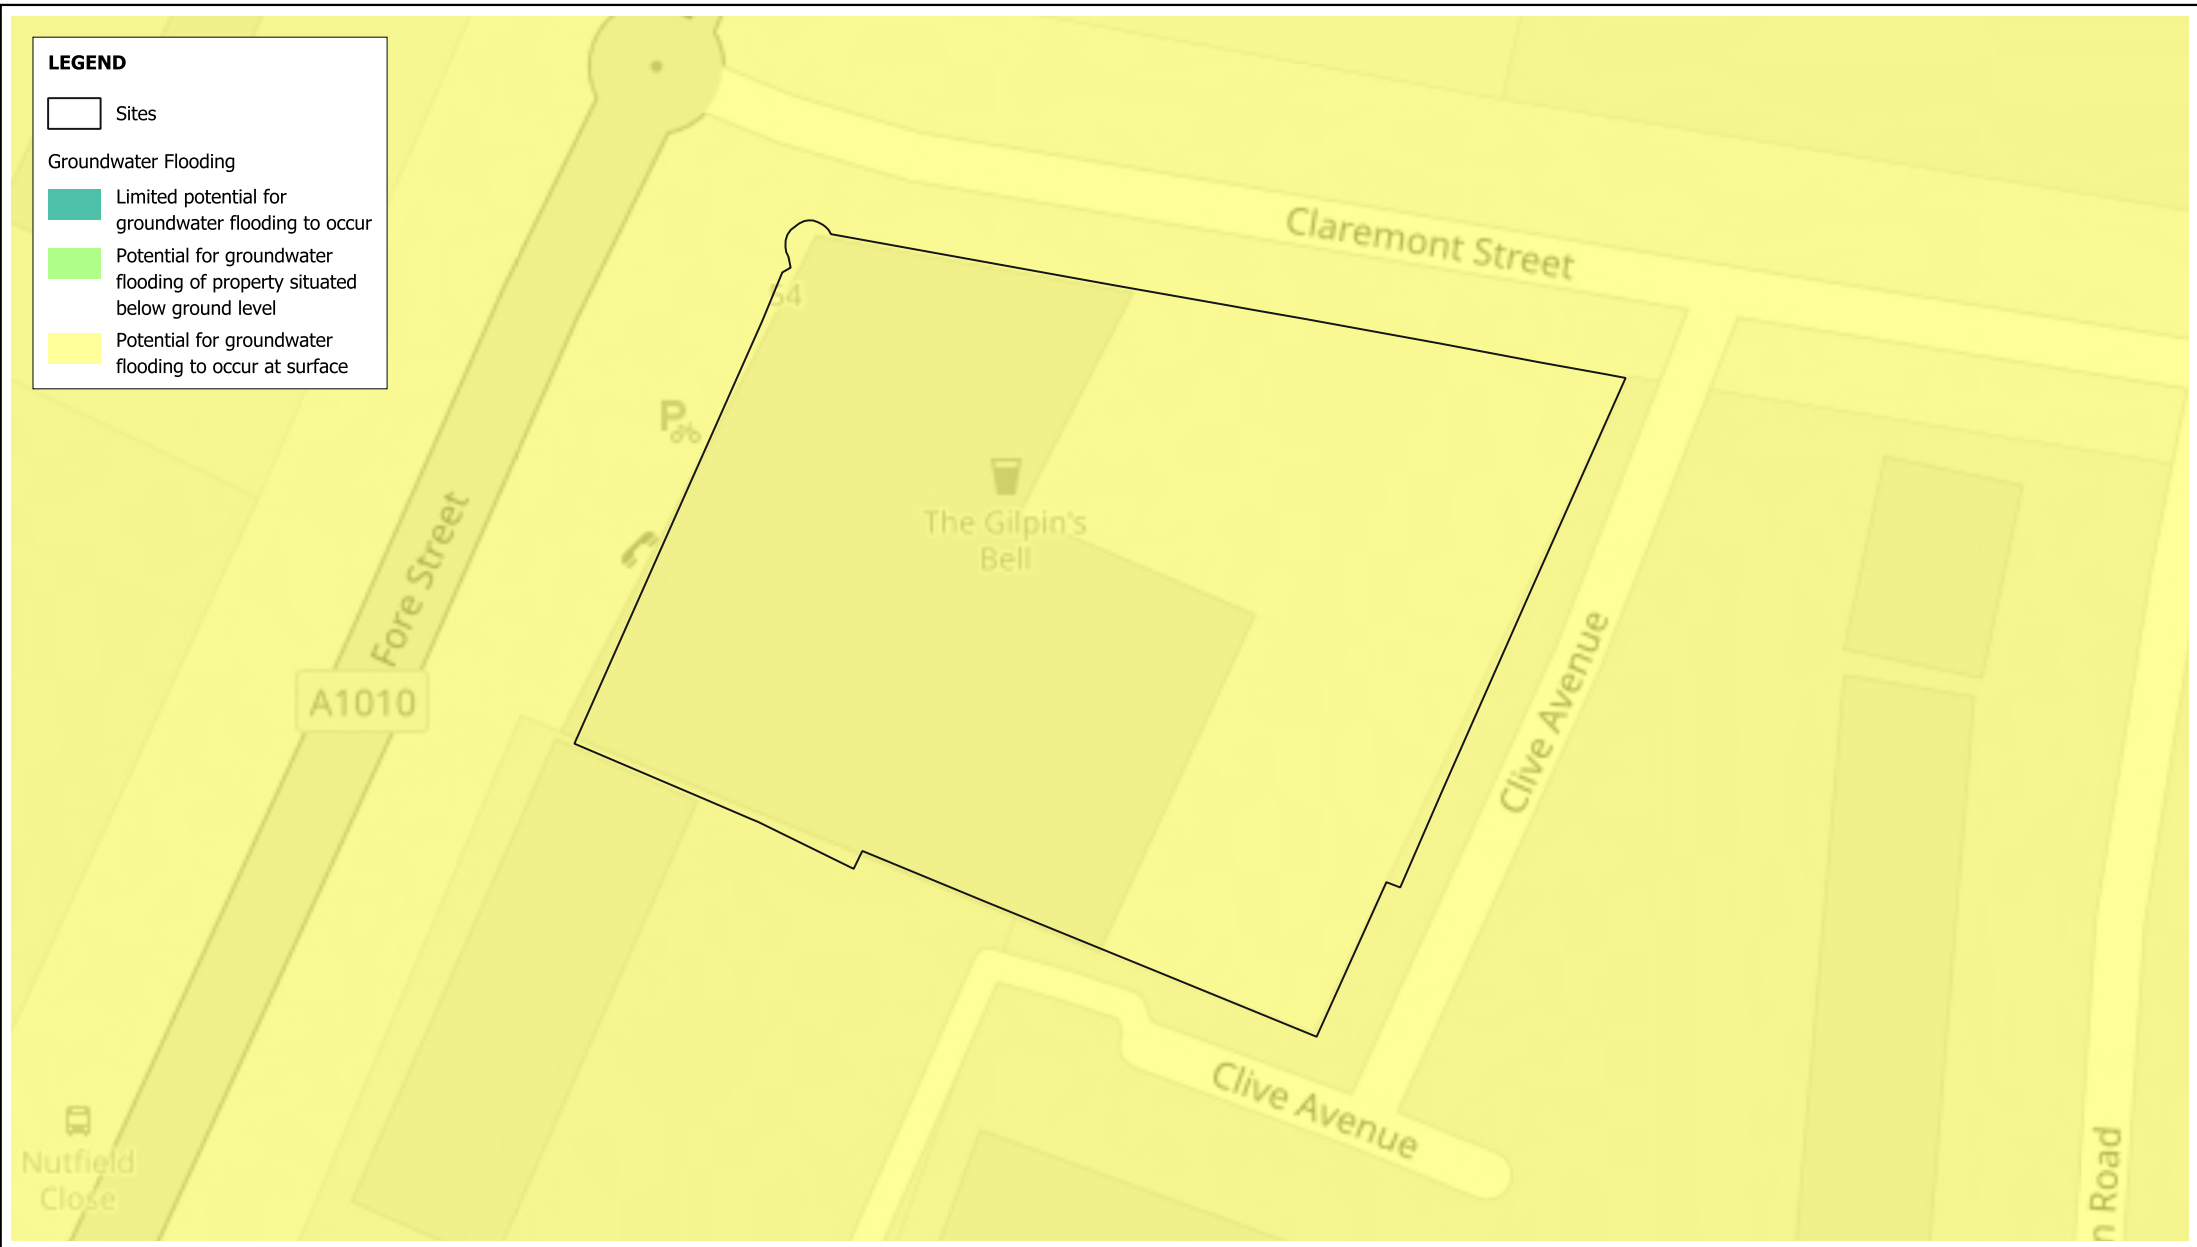 LEGEND
Sites
Groundwater Flooding
Limited potential for
groundwater flooding to occur
Potential for groundwater
flooding of property situated
below ground level
Potential for groundwater
flooding to occur at surface
Claremont Street
54
P
The Gilpin's
Bell
Fore Street
A1010
Clive Avenue
Clive Avenue
Nutfield
Close
n Road